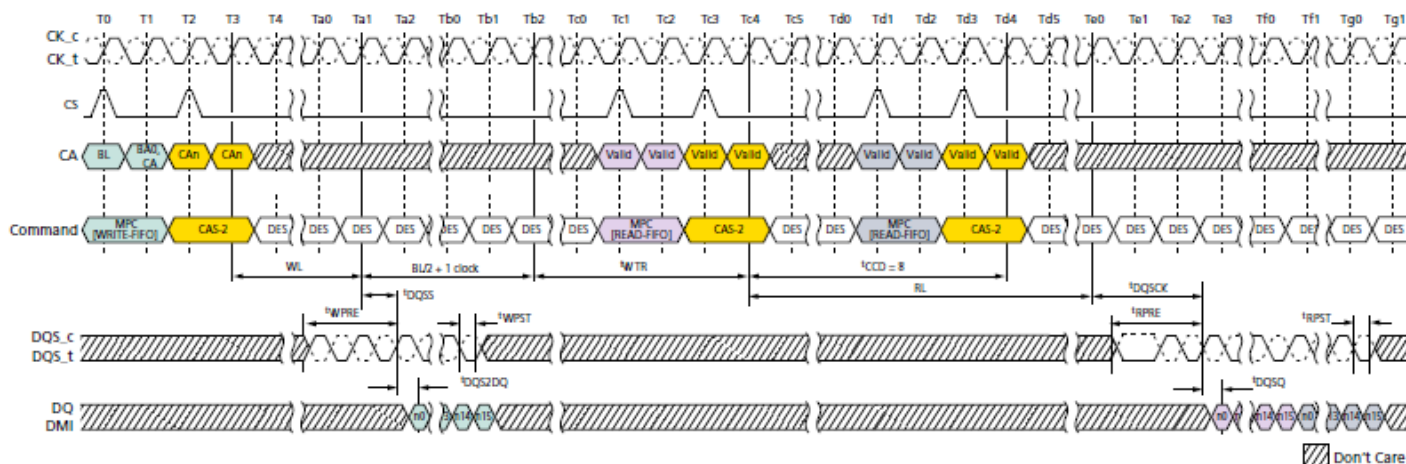 T0 T1 T2 T3 T4 Ta0 Ta1 Ta2 Tb0 Tb1 Tb2 Tc0 Tc1 Tc2 Tc3 Tc4 Tc5 Td0 Td1 Td2 Td3 Td4 Td5 Te0 Te1 Te2 Te3 Tf0 Tf1 Tg0 Tg1
CK_c
CK_t
CS
CA BL BA0, CA CAn CAn Valid Valid Valid Valid Valid Valid Valid Valid
Command MPC [WRITE-FIFO] CAS-2 DES DES DES DES DES DES DES DES MPC [READ-FIFO] CAS-2 DES DES MPC [READ-FIFO] CAS-2 DES DES DES DES DES DES DES DES DES
WL BL/2 + 1 clock tWTR tCCD = 8
tDQSS RL tDQSCK
tWPRE tWPST tRPRE tRPST
DQS_c
DQS_t
tDQS2DQ tDQSQ
DQ n0 n14 n15 n0 n14 n15 n0 n14 n15
DMI
Don't Care